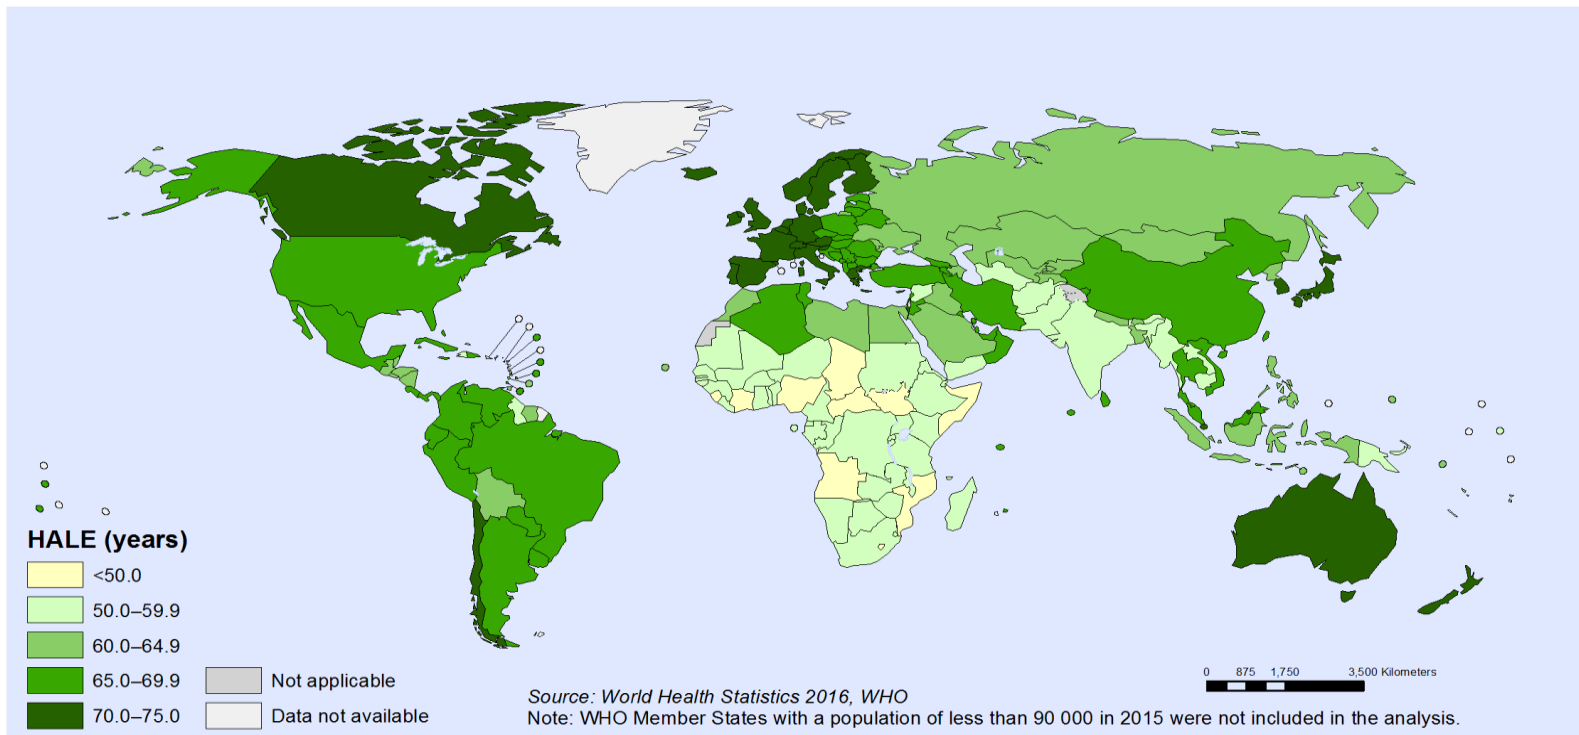 HALE (years)
<50.0
50.0–59.9
60.0–64.9
65.0–69.9
70.0–75.0
Not applicable
Data not available
Source: World Health Statistics 2016, WHO
Note: WHO Member States with a population of less than 90 000 in 2015 were not included in the analysis.
0 875 1,750 3,500 Kilometers